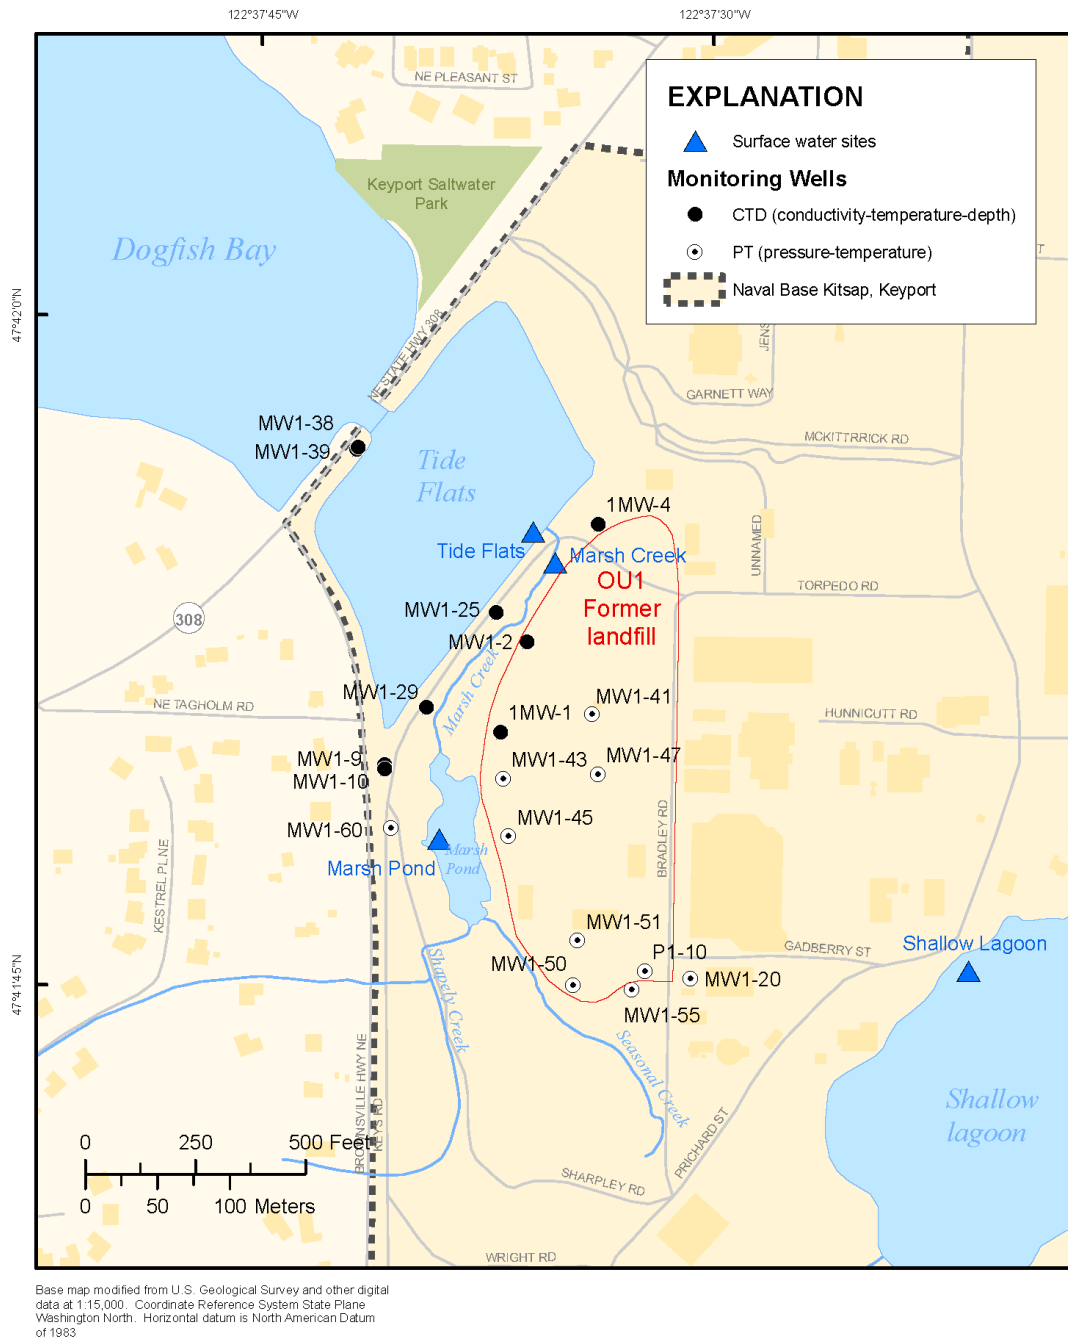 122°37'45"W
122°37'30"W
NE PLEASANT ST
EXPLANATION
Surface water sites
Monitoring Wells
CTD (conductivity-temperature-depth)
PT (pressure-temperature)
Naval Base Kitsap, Keyport
Keyport Saltwater
Park
Dogfish Bay
47°42'0"N
NE STATE HWY 308
JENS
GARNETT WAY
MCKITTRRICK RD
MW1-38
MW1-39
Tide
Flats
1MW-4
UNNAMED
Tide Flats
Marsh Creek
OU1
Former
landfill
TORPEDO RD
308
MW1-25
MW1-2
Marsh Creek
MW1-29
MW1-41
NE TAGHOLM RD
1MW-1
HUNNICUTT RD
MW1-9
MW1-10
MW1-43
MW1-47
MW1-60
MW1-45
BRADLEY RD
KESTREL PL NE
Marsh Pond
Marsh
Pond
MW1-51
GADBERRY ST
Shallow Lagoon
MW1-50
P1-10
MW1-20
MW1-55
47°41'45"N
Shapely Creek
Seasonal Creek
BROWNSVILLE HWY NE
KEYS RD
Shallow
lagoon
PRICHARD ST
0 250 500 Feet
0 50 100 Meters
SHARPLEY RD
WRIGHT RD
Base map modified from U.S. Geological Survey and other digital
data at 1:15,000. Coordinate Reference System State Plane
Washington North. Horizontal datum is North American Datum
of 1983